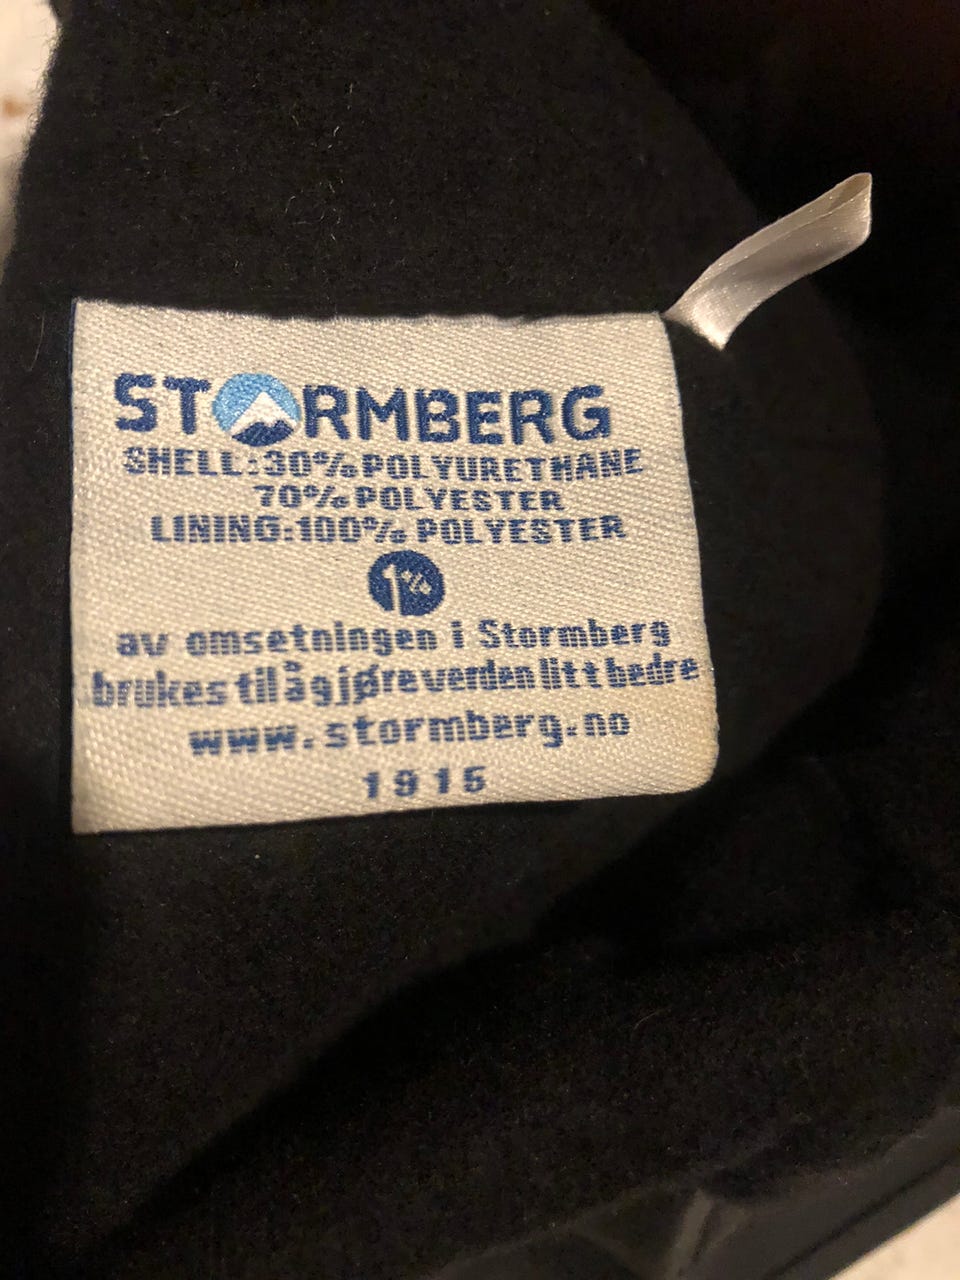 STORMBERG
SHELL:30%POLYURETHANE
70%POLYESTER
LINING:100% POLYESTER
1%
av omsetningen i Stormberg
brukes til å gjøre verden litt bedre
www.stormberg.no
1915